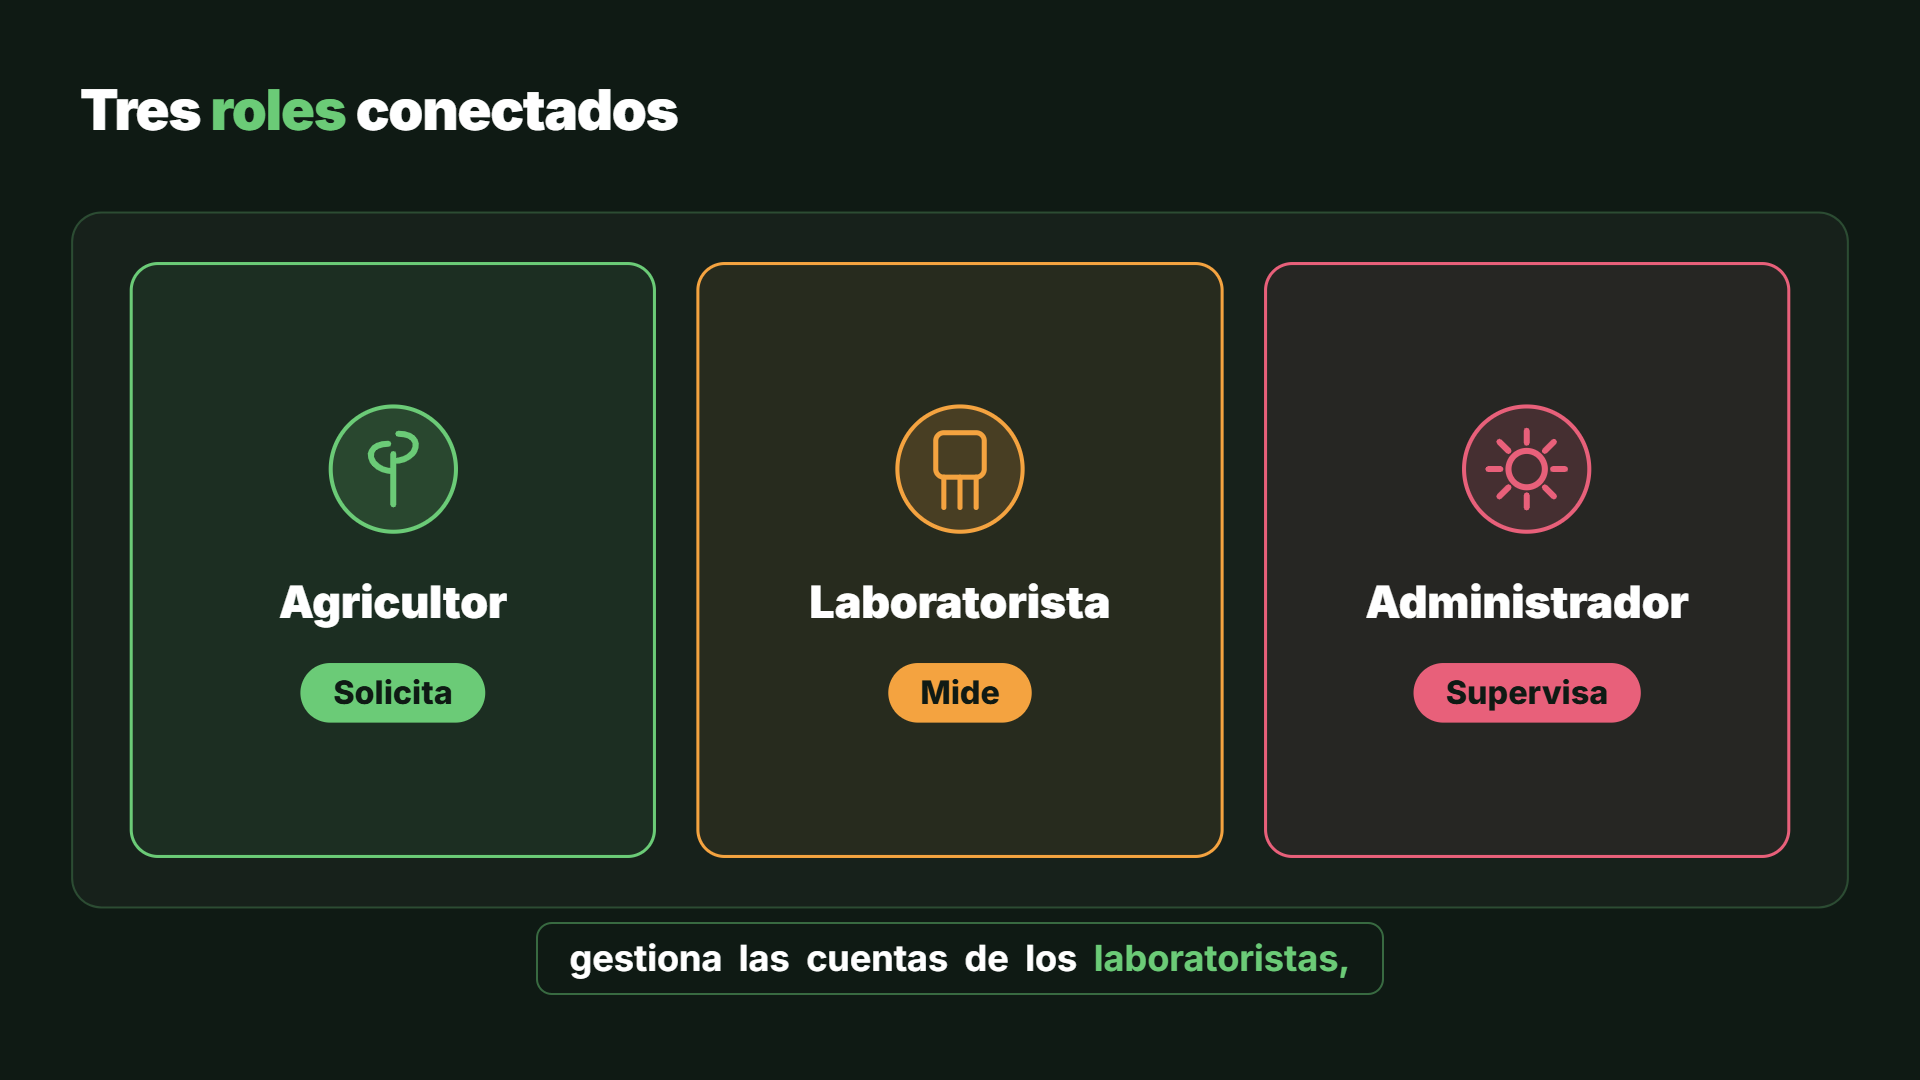 Tres roles conectados
Agricultor
Solicita
Laboratorista
Mide
Administrador
Supervisa
gestiona las cuentas de los laboratoristas,